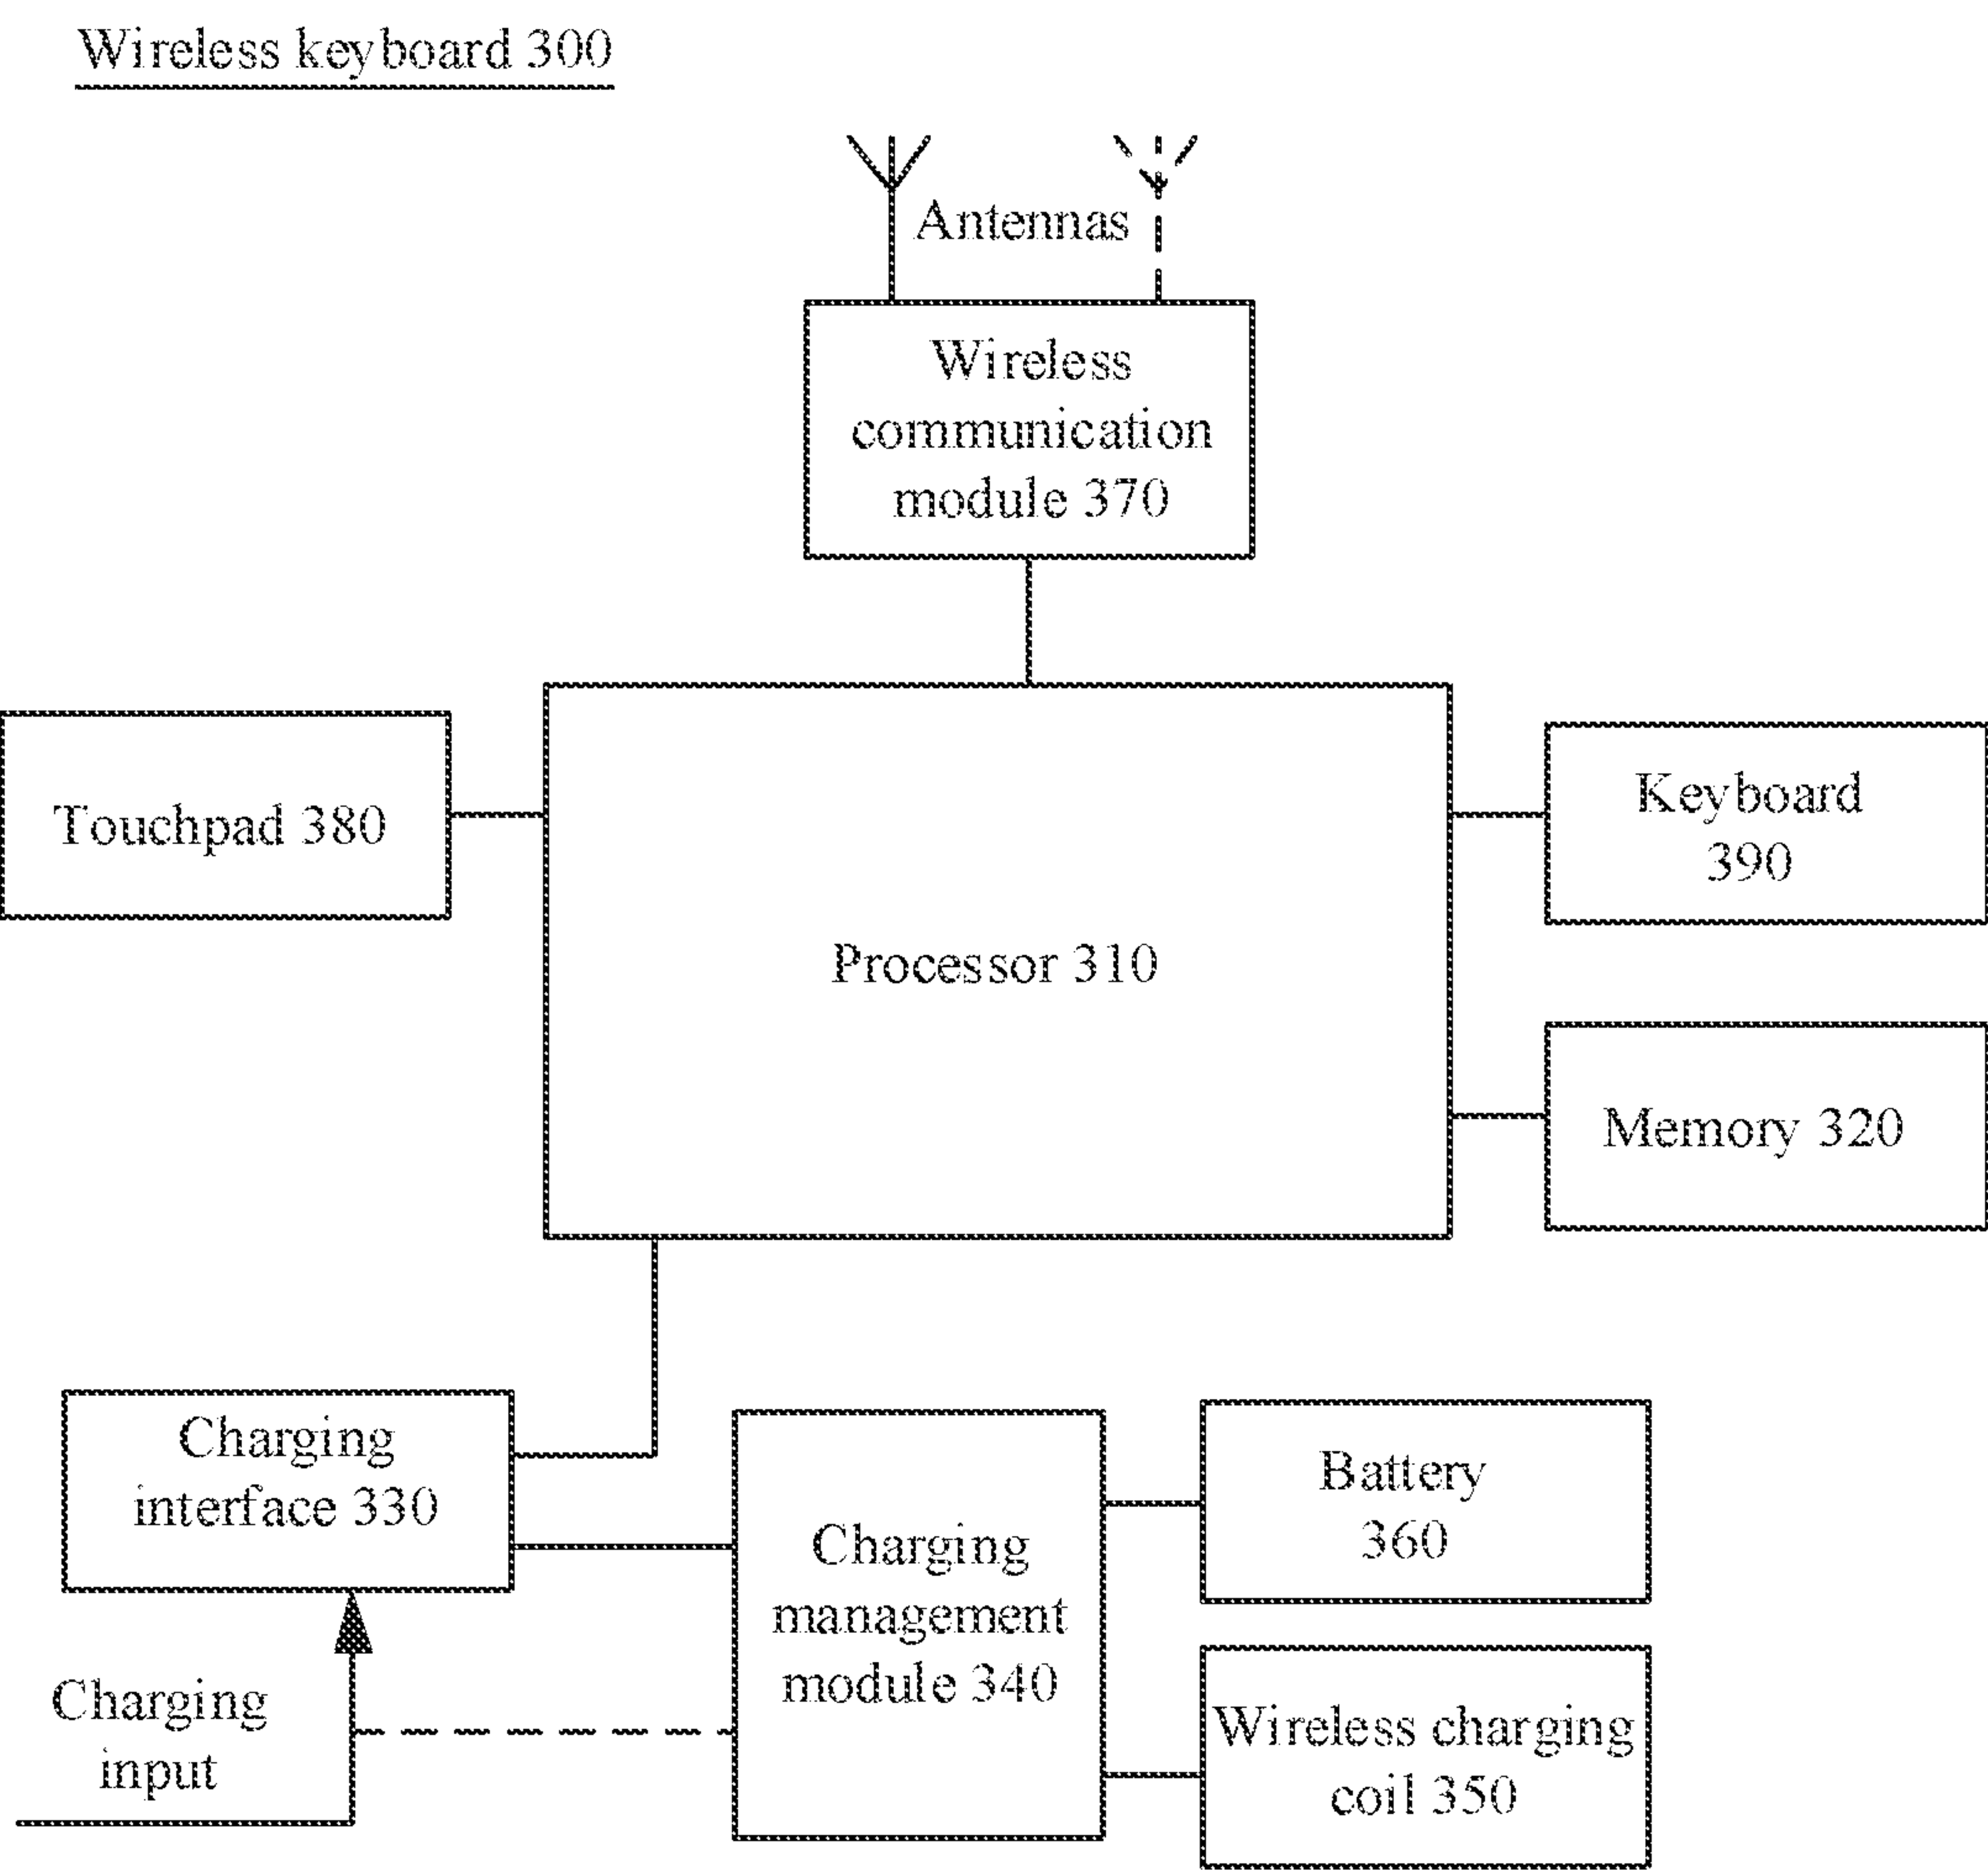 Wireless keyboard 300
Antennas
Wireless
communication
module 370
Touchpad 380
Processor 310
Keyboard
390
Memory 320
Charging
interface 330
Charging
management
module 340
Battery
360
Wireless charging
coil 350
Charging
input